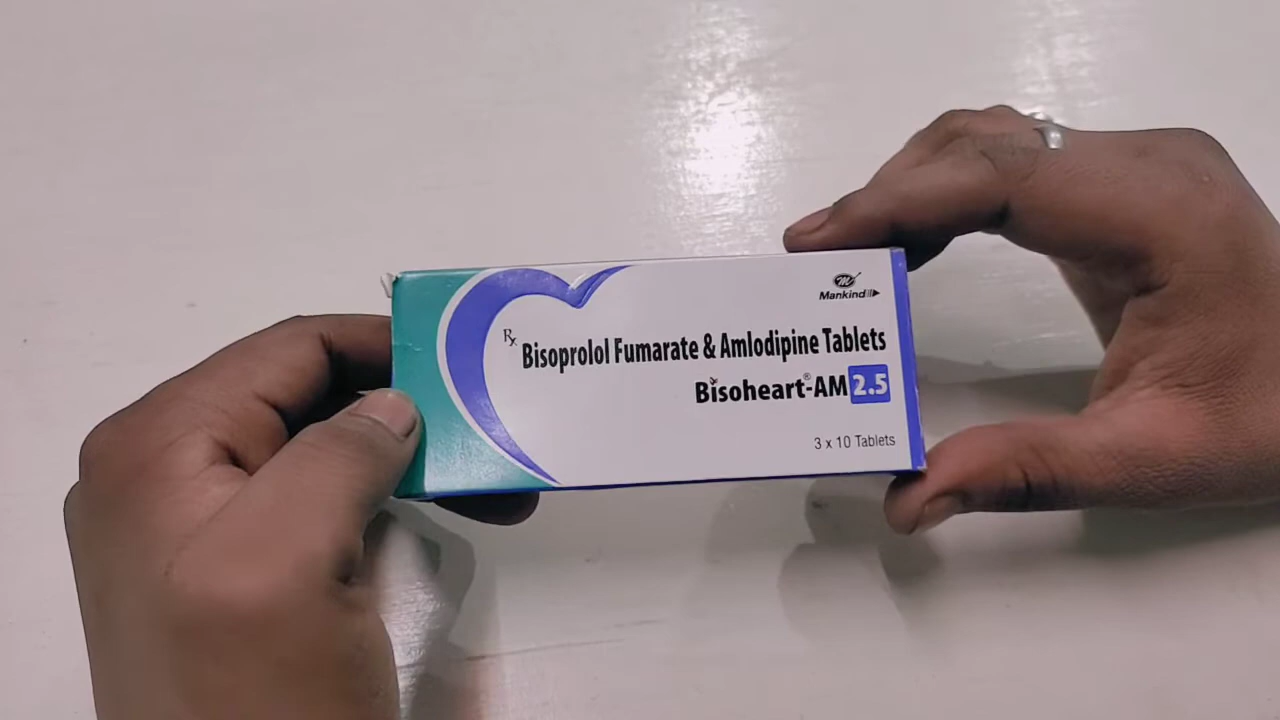 Mankind
Rx Bisoprolol Fumarate & Amlodipine Tablets
Bisoheart®-AM 2.5
3 x 10 Tablets